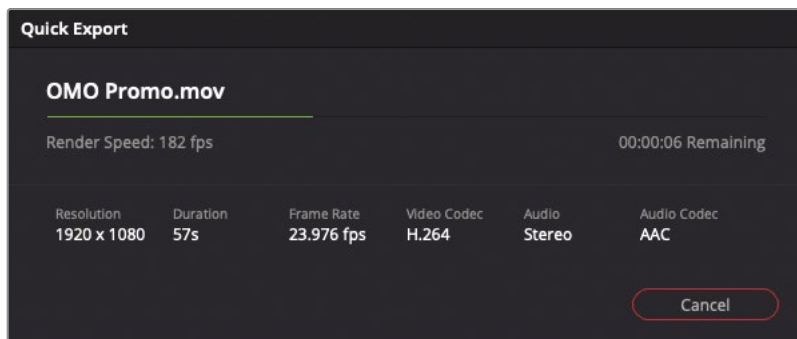 Quick Export
OMO Promo.mov
Render Speed: 182 fps 00:00:06 Remaining
Resolution Duration Frame Rate Video Codec Audio Audio Codec
1920 x 1080 57s 23.976 fps H.264 Stereo AAC
Cancel